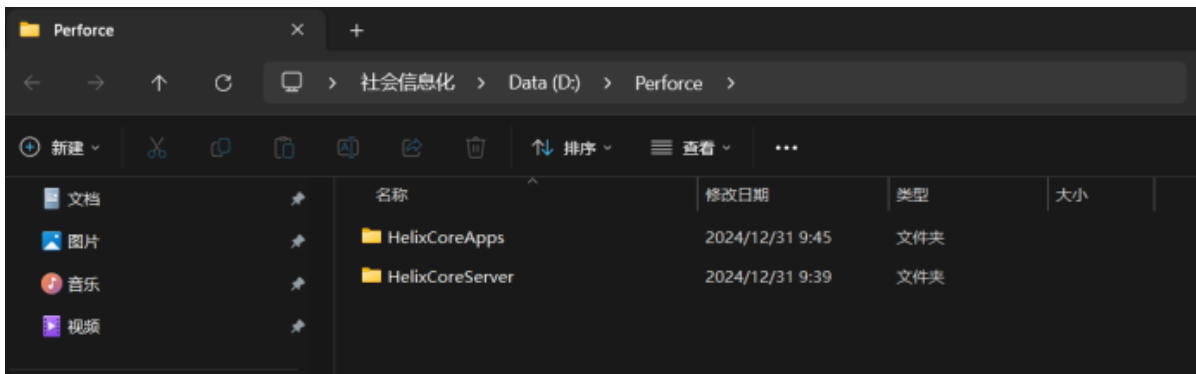 Perforce
社会信息化 > Data (D:) > Perforce >
新建 排序 查看 ...
名称 修改日期 类型 大小
文档
图片
音乐
视频
HelixCoreApps 2024/12/31 9:45 文件夹
HelixCoreServer 2024/12/31 9:39 文件夹